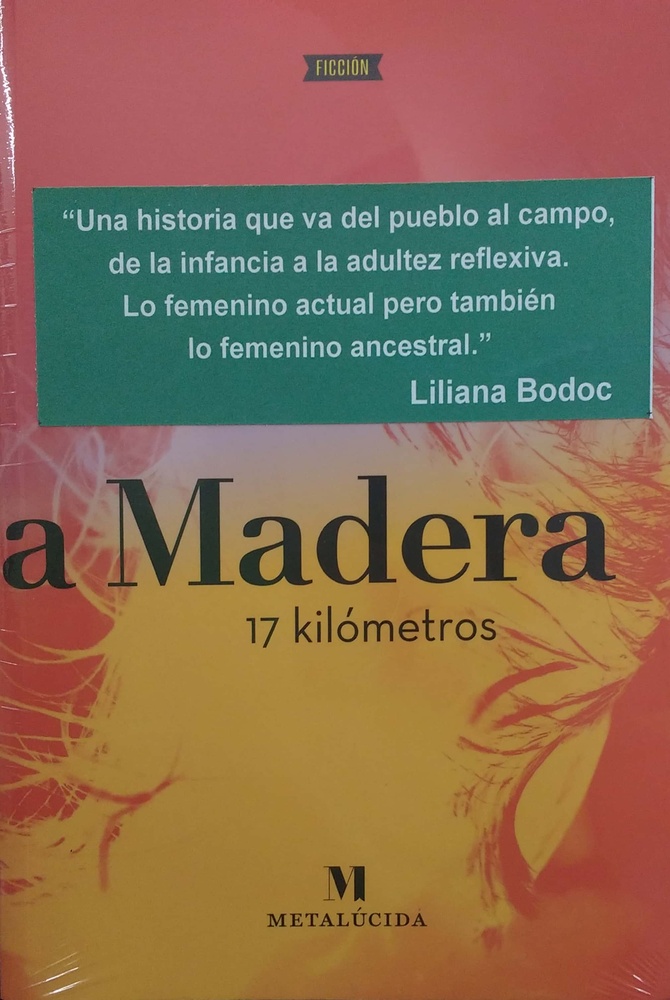 FICCIÓN
“Una historia que va del pueblo al campo,
de la infancia a la adultez reflexiva.
Lo femenino actual pero también
lo femenino ancestral.”
Liliana Bodoc
a Madera
17 kilómetros
M
METALÚCIDA